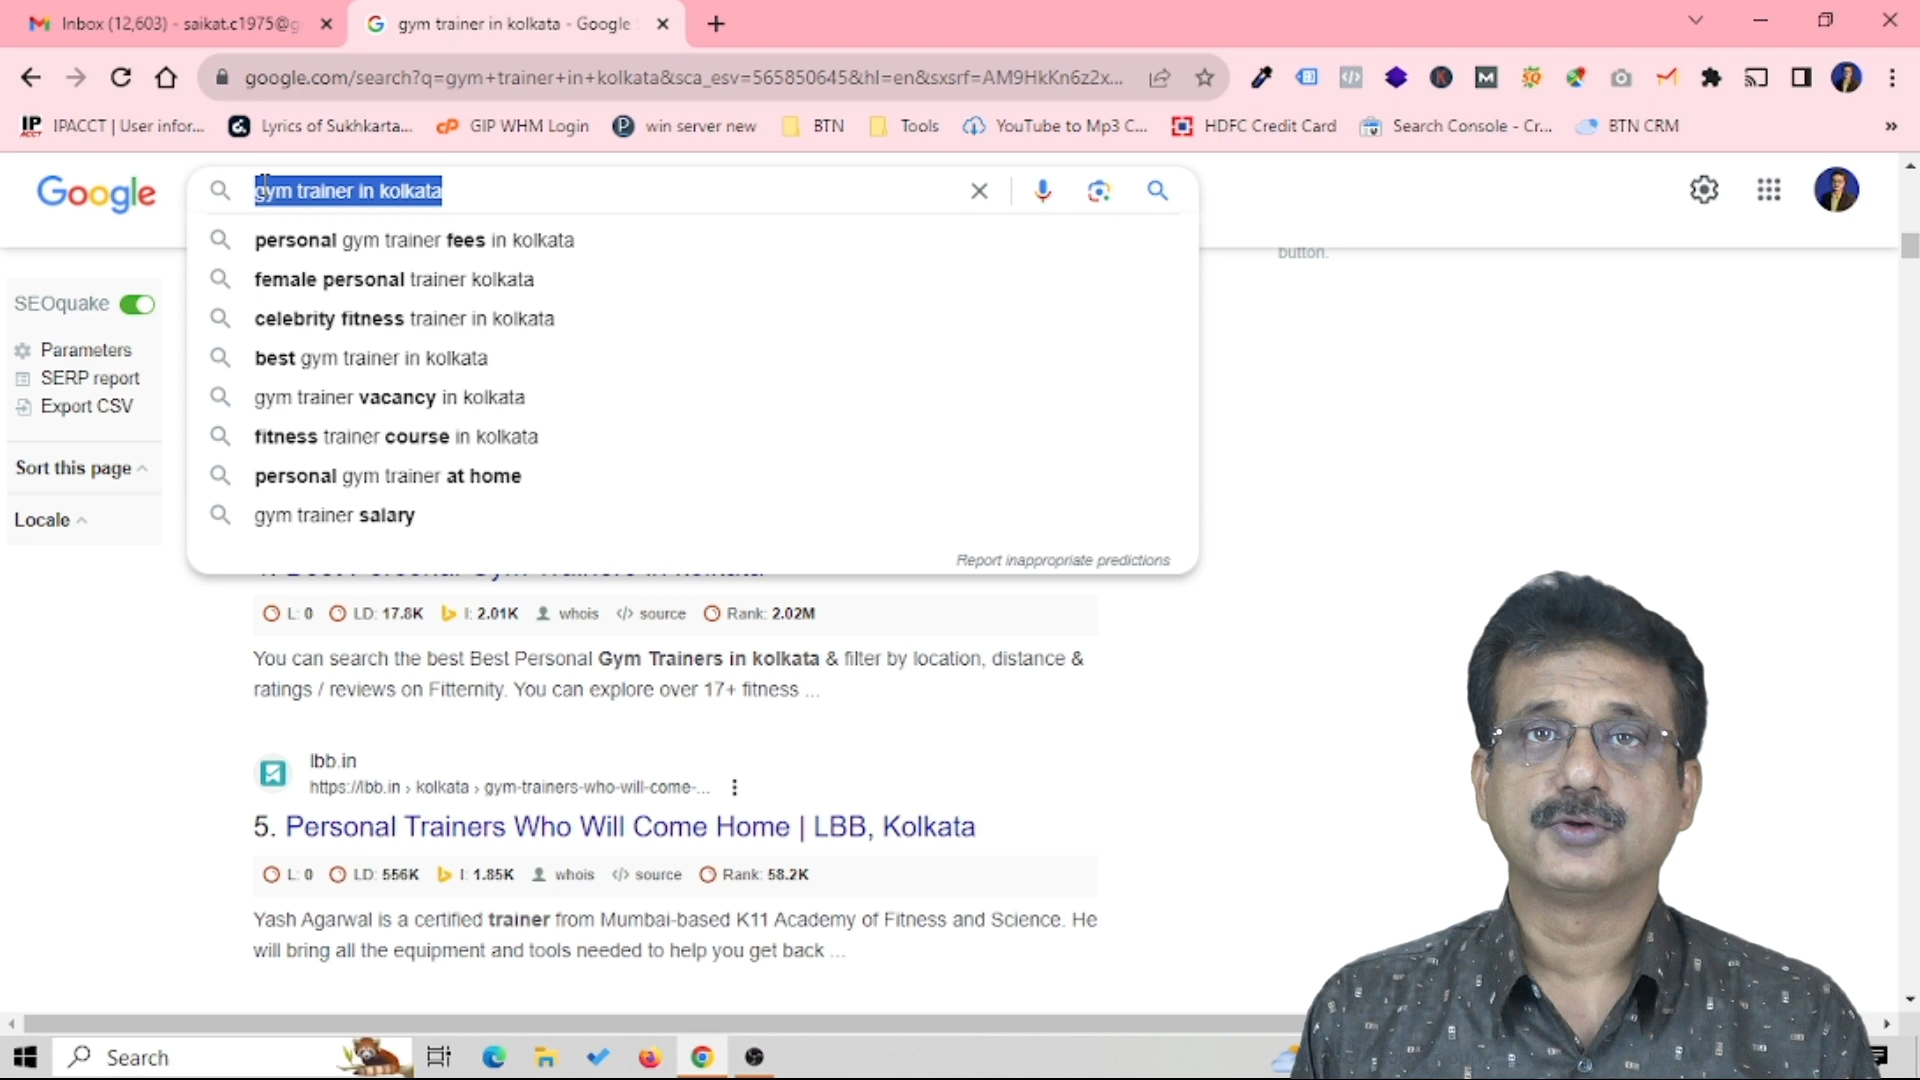 Inbox (12,603) - saikat.c1975@g
gym trainer in kolkata - Google
google.com/search?q=gym+trainer+in+kolkata&sca_esv=565850645&hl=en&sxsrf=AM9HkKn6z2x...
IPACCT | User infor...
Lyrics of Sukhkarta...
GIP WHM Login
win server new
BTN
Tools
YouTube to Mp3 C...
HDFC Credit Card
Search Console - Cr...
BTN CRM
»
Google
gym trainer in kolkata
personal gym trainer fees in kolkata
female personal trainer kolkata
celebrity fitness trainer in kolkata
best gym trainer in kolkata
gym trainer vacancy in kolkata
fitness trainer course in kolkata
personal gym trainer at home
gym trainer salary
Report inappropriate predictions
button.
SEOquake
Parameters
SERP report
Export CSV
Sort this page
Locale
L: 0 LD: 17.8K I: 2.01K whois </> source Rank: 2.02M
You can search the best Best Personal Gym Trainers in kolkata & filter by location, distance &
ratings / reviews on Fitternity. You can explore over 17+ fitness ...
lbb.in
https://lbb.in › kolkata › gym-trainers-who-will-come-...
5. Personal Trainers Who Will Come Home | LBB, Kolkata
L: 0 LD: 556K I: 1.85K whois </> source Rank: 58.2K
Yash Agarwal is a certified trainer from Mumbai-based K11 Academy of Fitness and Science. He
will bring all the equipment and tools needed to help you get back ...
Search